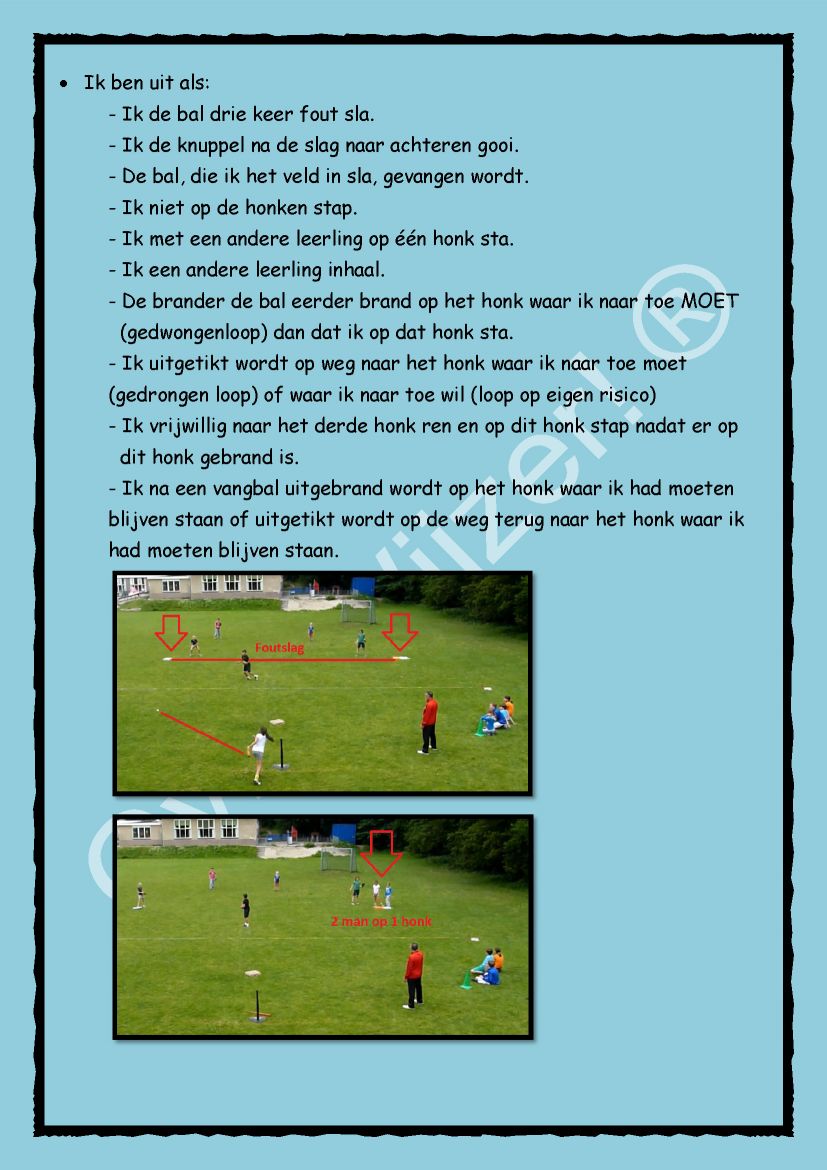 • Ik ben uit als:
- Ik de bal drie keer fout sla.
- Ik de knuppel na de slag naar achteren gooi.
- De bal, die ik het veld in sla, gevangen wordt.
- Ik niet op de honken stap.
- Ik met een andere leerling op één honk sta.
- Ik een andere leerling inhaal.
- De brander de bal eerder brand op het honk waar ik naar toe MOET
(gedwongenloop) dan dat ik op dat honk sta.
- Ik uitgetikt wordt op weg naar het honk waar ik naar toe moet
(gedrongen loop) of waar ik naar toe wil (loop op eigen risico)
- Ik vrijwillig naar het derde honk ren en op dit honk stap nadat er op
dit honk gebrand is.
- Ik na een vangbal uitgebrand wordt op het honk waar ik had moeten
blijven staan of uitgetikt wordt op de weg terug naar het honk waar ik
had moeten blijven staan.
Foutslag
2 man op 1 honk